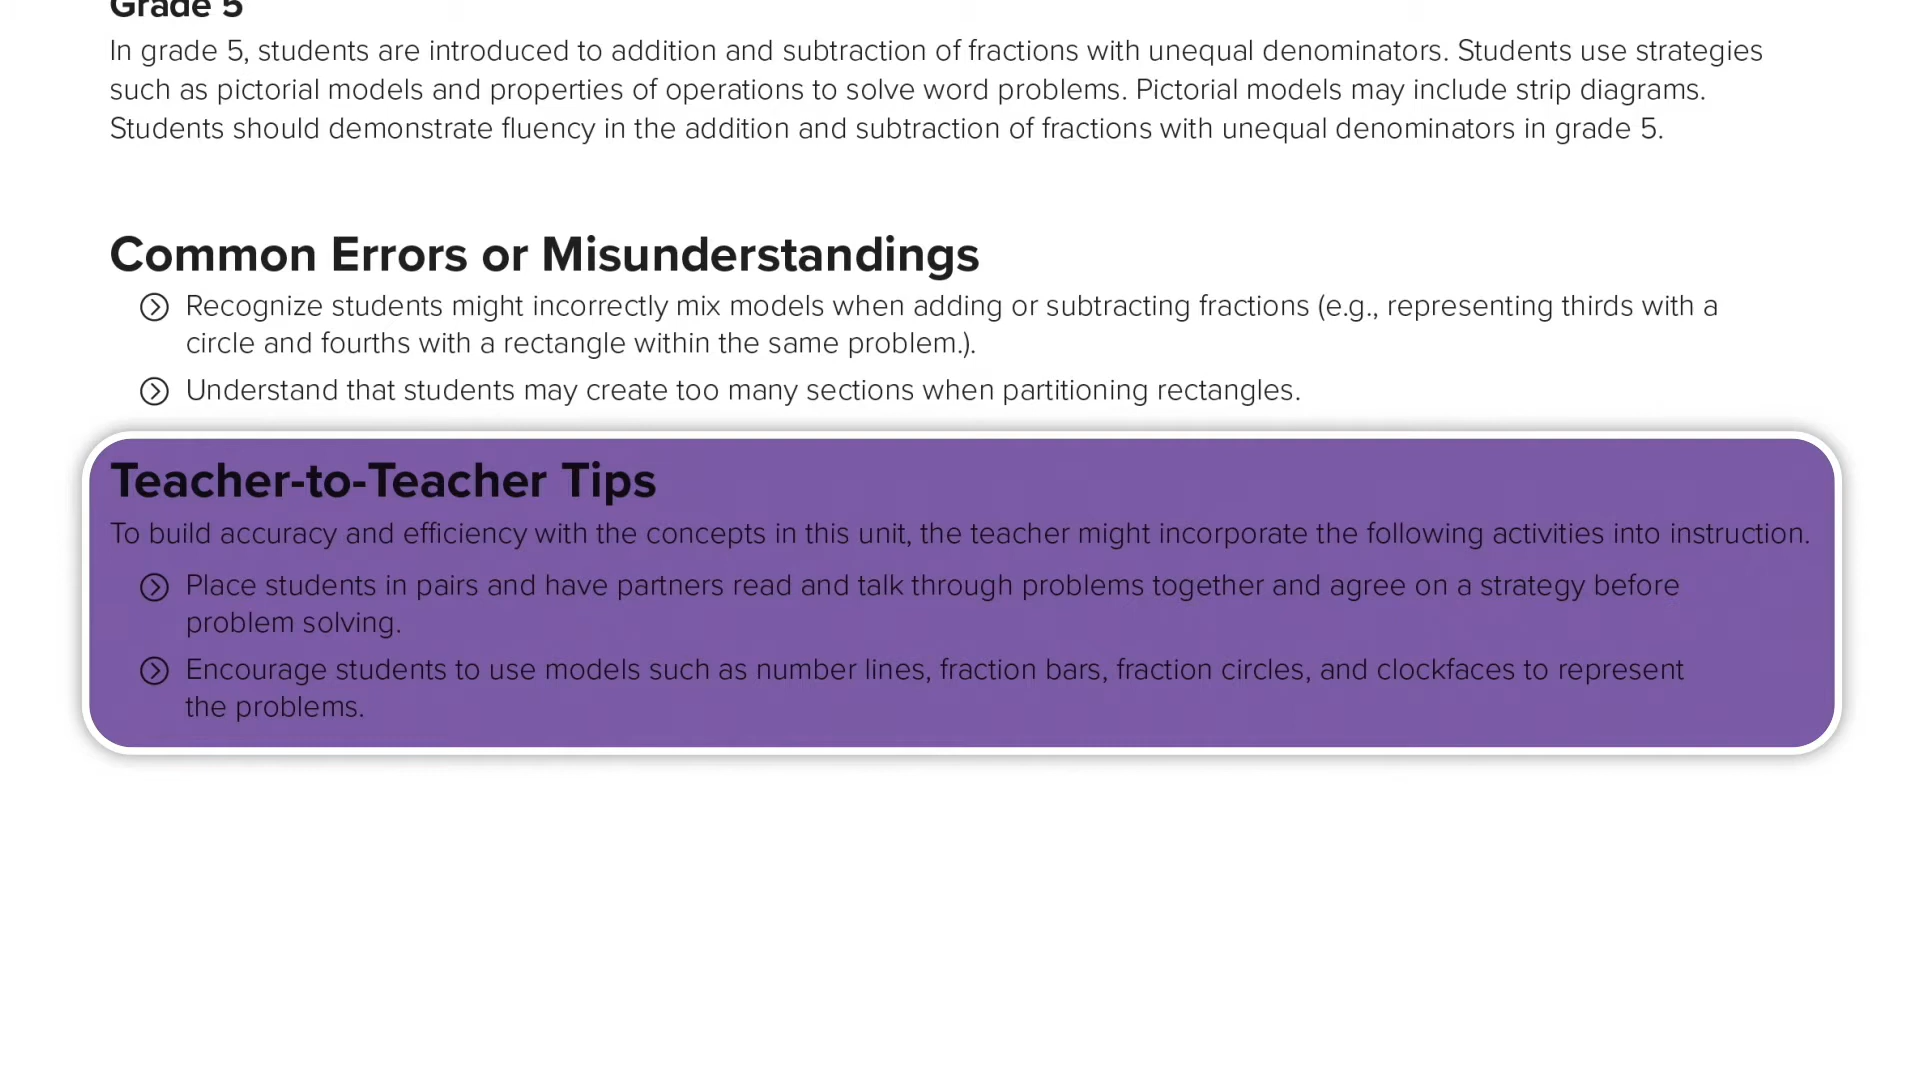 Grade 5
In grade 5, students are introduced to addition and subtraction of fractions with unequal denominators. Students use strategies
such as pictorial models and properties of operations to solve word problems. Pictorial models may include strip diagrams.
Students should demonstrate fluency in the addition and subtraction of fractions with unequal denominators in grade 5.
Common Errors or Misunderstandings
Recognize students might incorrectly mix models when adding or subtracting fractions (e.g., representing thirds with a
circle and fourths with a rectangle within the same problem.).
Understand that students may create too many sections when partitioning rectangles.
Teacher-to-Teacher Tips
To build accuracy and efficiency with the concepts in this unit, the teacher might incorporate the following activities into instruction.
Place students in pairs and have partners read and talk through problems together and agree on a strategy before
problem solving.
Encourage students to use models such as number lines, fraction bars, fraction circles, and clockfaces to represent
the problems.